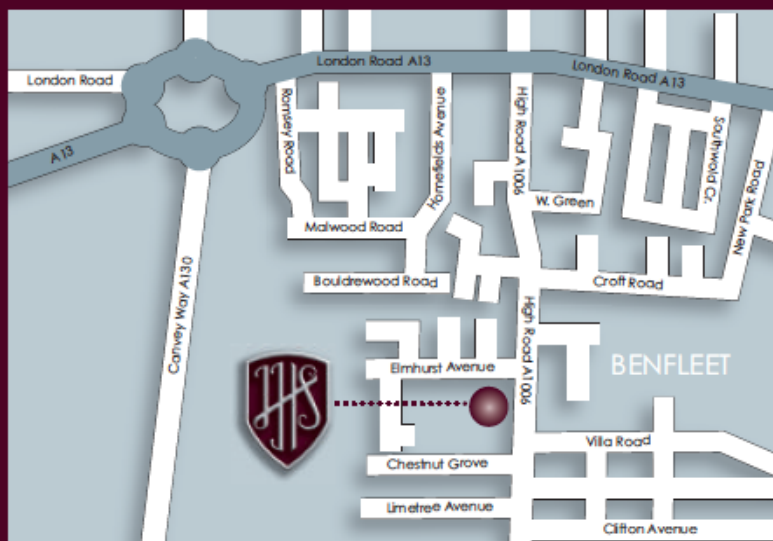 London Road A13
London Road
London Road A13
A13
Romsey Road
Homefields Avenue
High Road A1006
Southwold Cr.
New Park Road
W. Green
Malwood Road
Bouldrewood Road
Croft Road
Canvey Way A130
High Road A1006
Elmhurst Avenue
BENFLEET
JHS
Villa Road
Chestnut Grove
Limetree Avenue
Clifton Avenue